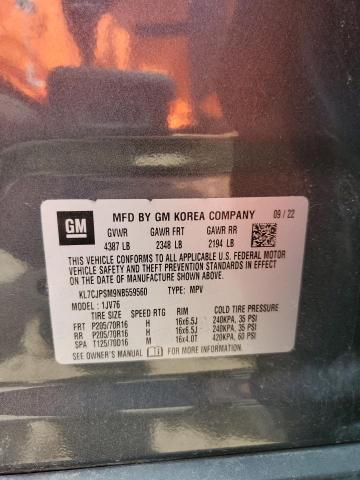 GM
MFD BY GM KOREA COMPANY 09/22
GVWR GAWR FRT GAWR RR
4387 LB 2348 LB 2194 LB
THIS VEHICLE CONFORMS TO ALL APPLICABLE U.S. FEDERAL MOTOR
VEHICLE SAFETY, BUMPER, AND THEFT PREVENTION STANDARDS IN EFFECT
ON THE DATE OF MANUFACTURE SHOWN ABOVE.
KL7CJPSM9NB559560 TYPE: MPV
MODEL: 1JV76
TIRE SIZE SPEED RTG RIM COLD TIRE PRESSURE
FRT P205/70R16 H 16x6.5J 240KPA, 35 PSI
RR P205/70R16 H 16x6.5J 240KPA, 35 PSI
SPA T125/70D16 M 16x4.0T 420KPA, 60 PSI
SEE OWNER'S MANUAL FOR MORE INFORMATION